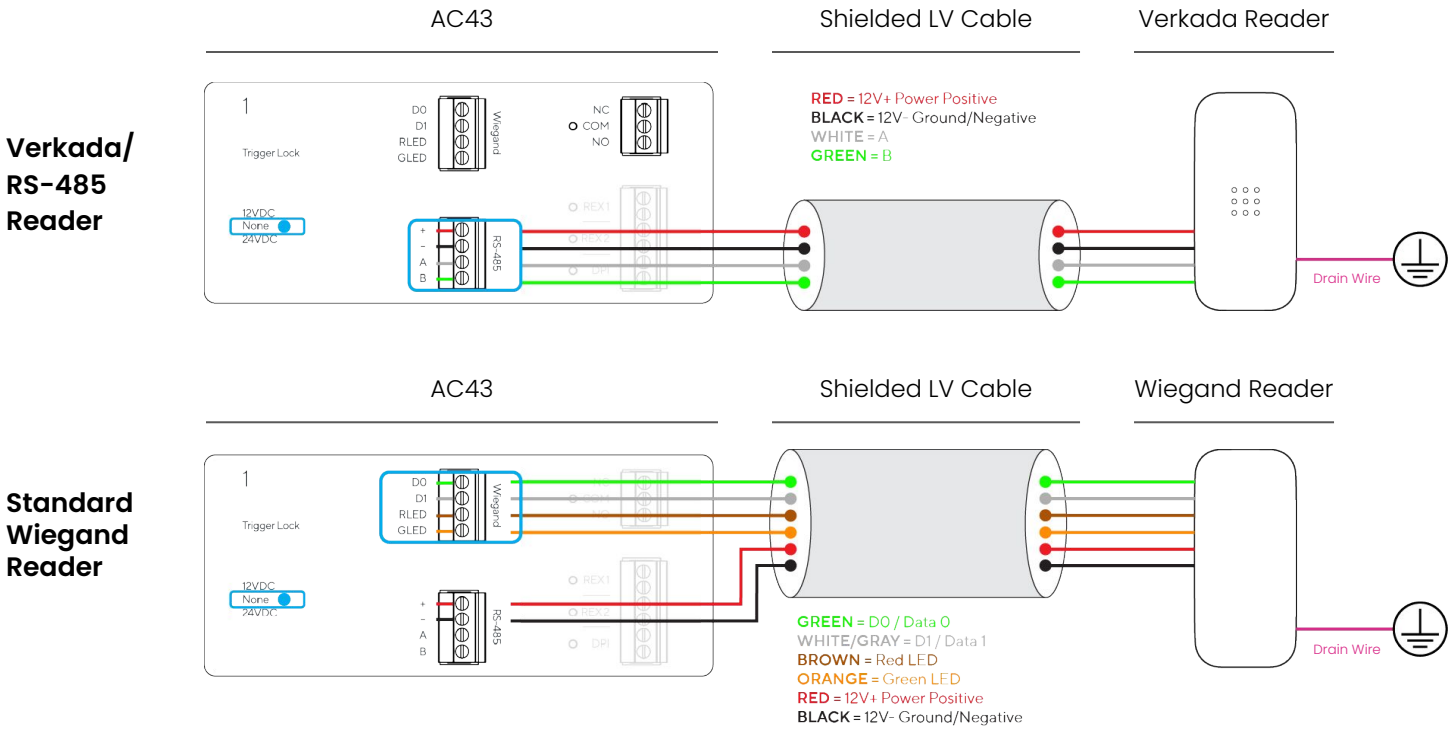 AC43
Shielded LV Cable
Verkada Reader
Verkada/
RS-485
Reader
1
Trigger Lock
12VDC
None
24VDC
D0
D1
RLED
GLED
Wiegand
NC
COM
NO
+
-
A
B
RS-485
REX1
REX2
DPI
RED = 12V+ Power Positive
BLACK = 12V- Ground/Negative
WHITE = A
GREEN = B
Drain Wire
AC43
Shielded LV Cable
Wiegand Reader
Standard
Wiegand
Reader
1
Trigger Lock
12VDC
None
24VDC
D0
D1
RLED
GLED
Wiegand
NC
COM
NO
+
-
A
B
RS-485
REX1
REX2
DPI
GREEN = D0 / Data 0
WHITE/GRAY = D1 / Data 1
BROWN = Red LED
ORANGE = Green LED
RED = 12V+ Power Positive
BLACK = 12V- Ground/Negative
Drain Wire